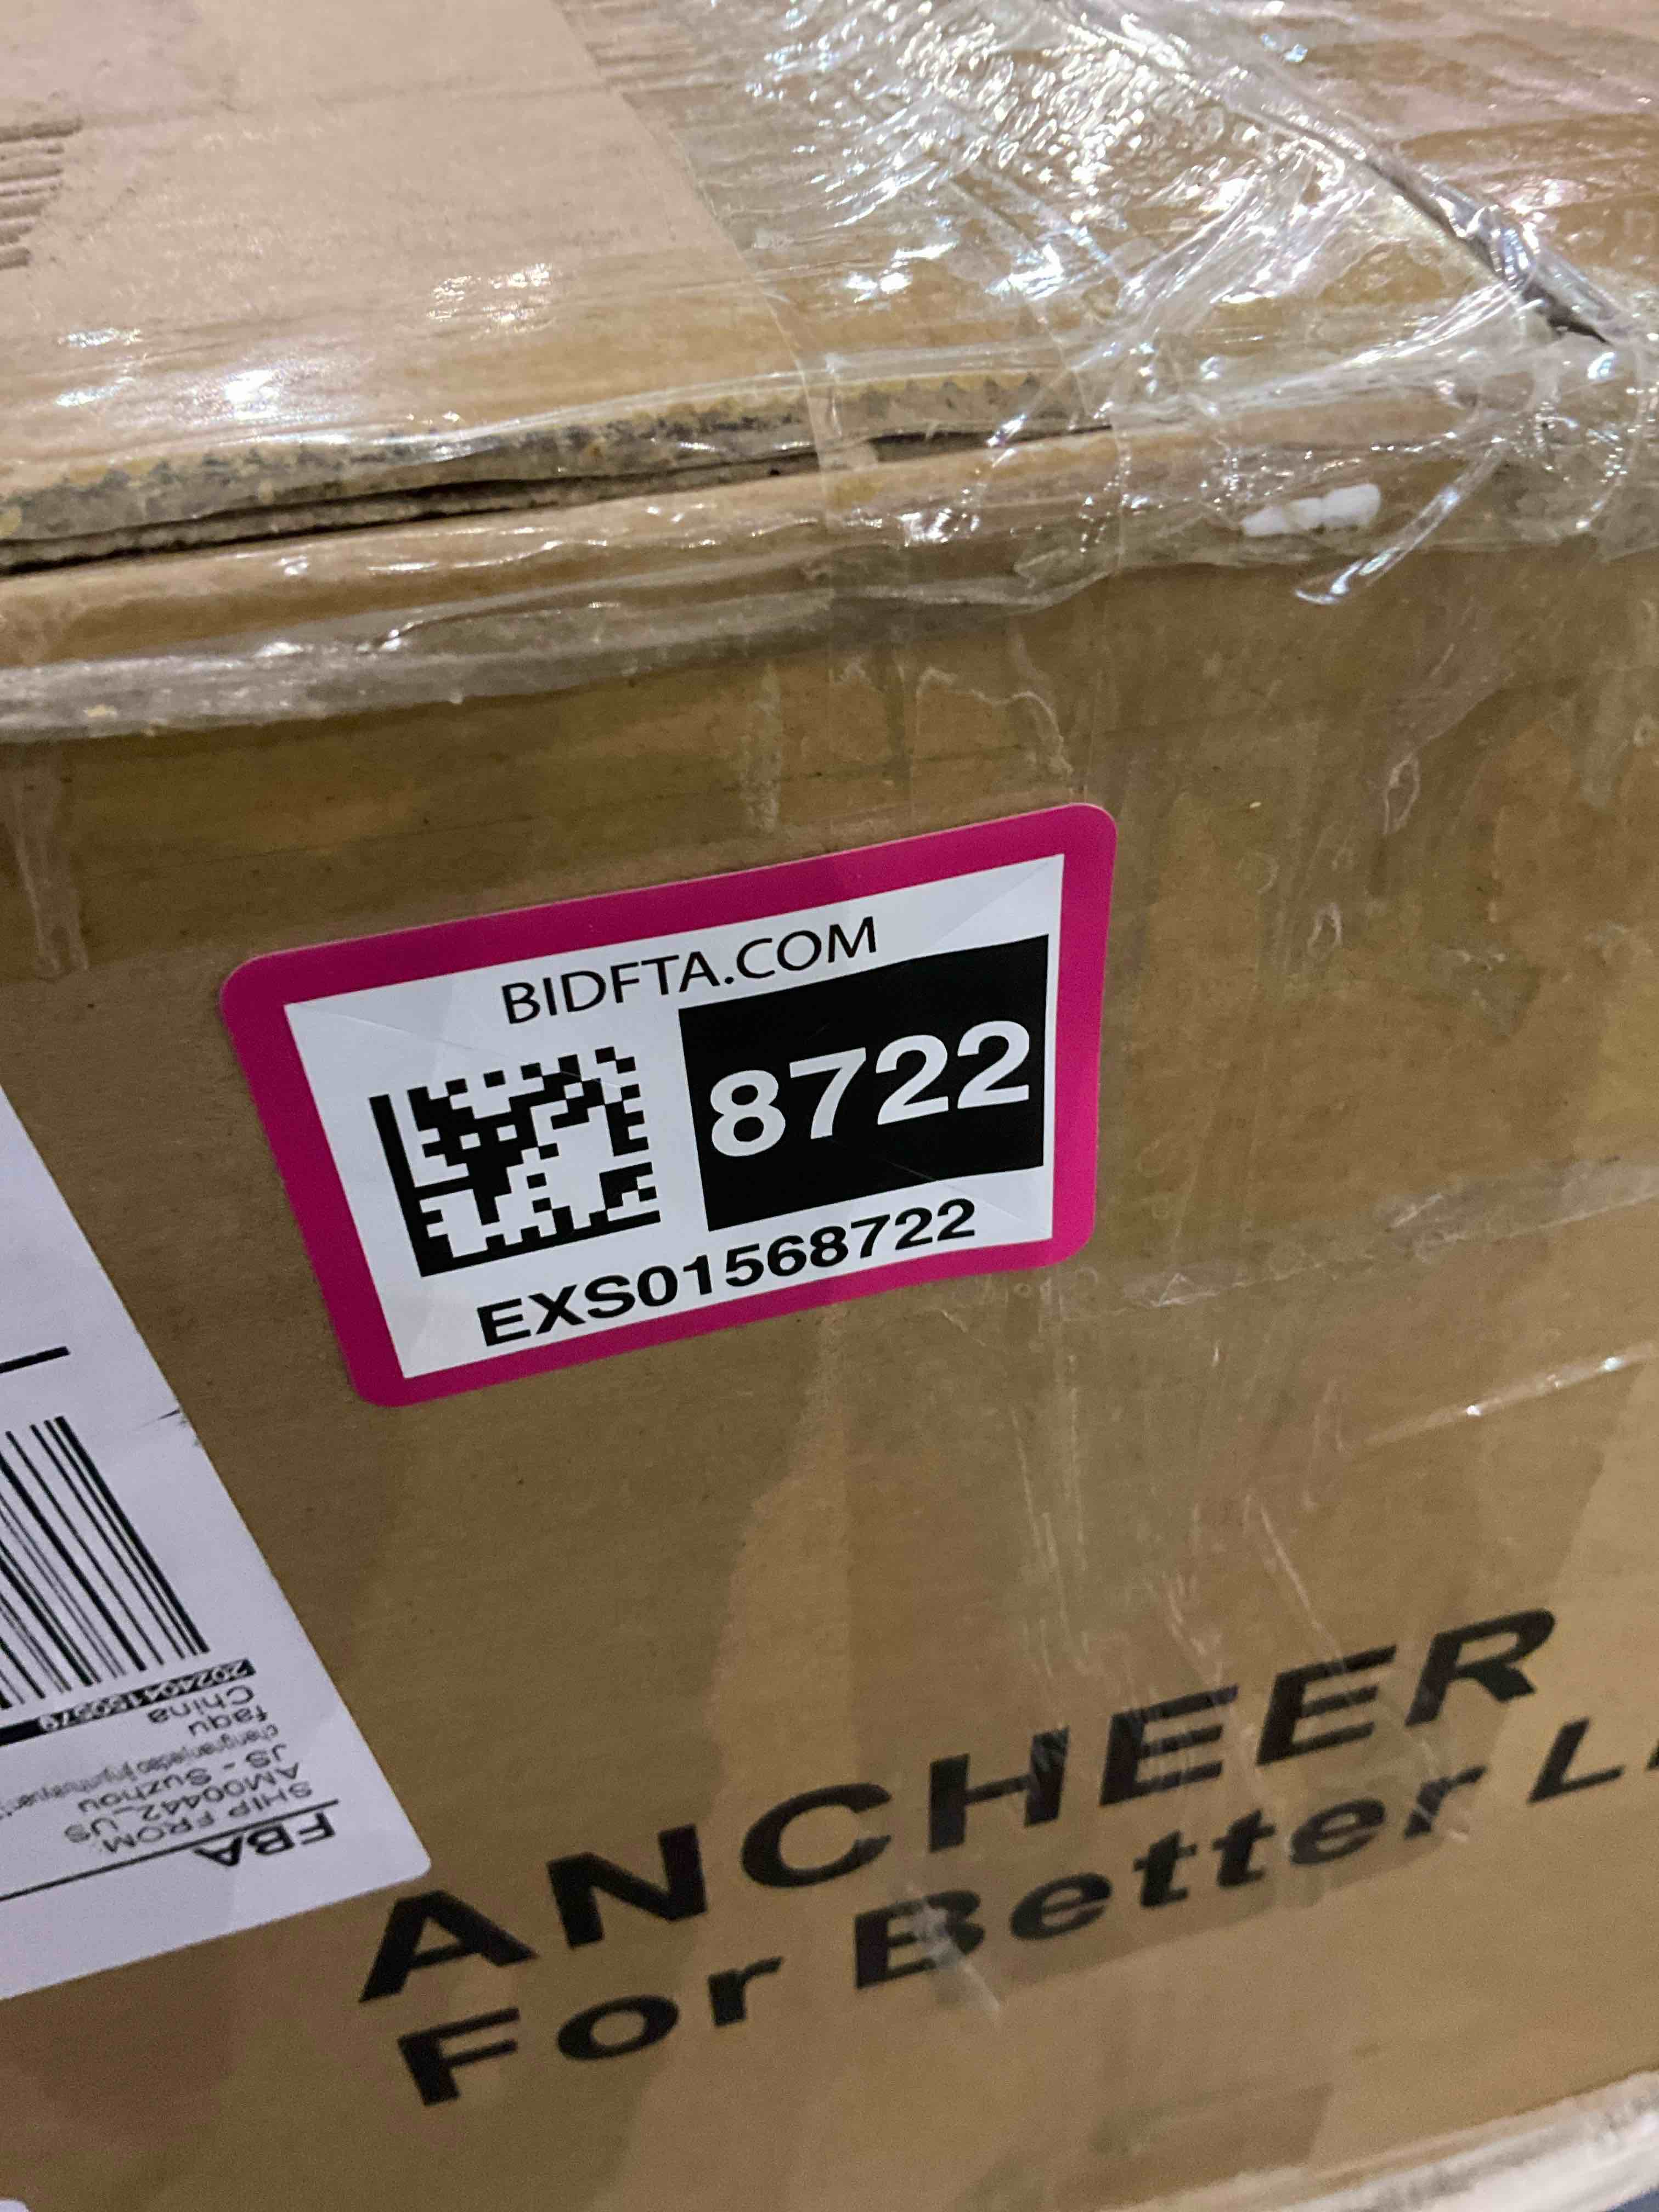 BIDFTA.COM
8722
EXS01568722
ANCHEER
For Better
FBA
SHIP FROM:
AM00442_US
JS - Suzhou
faqu
China